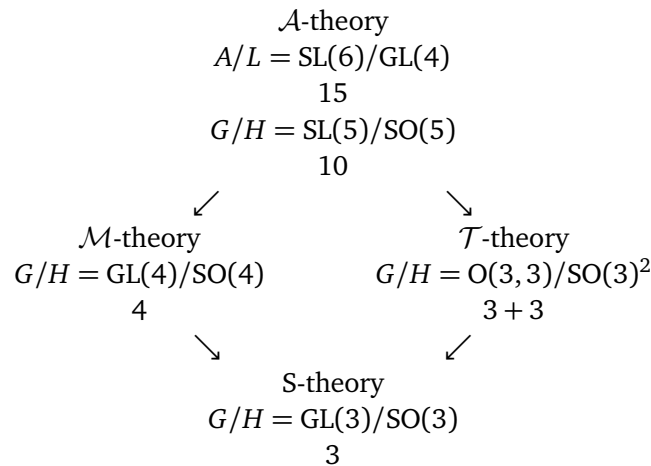 𝒜-theory
A/L = SL(6)/GL(4)
15
G/H = SL(5)/SO(5)
10
ℳ-theory
G/H = GL(4)/SO(4)
4
𝒯-theory
G/H = O(3, 3)/SO(3)²
3 + 3
S-theory
G/H = GL(3)/SO(3)
3